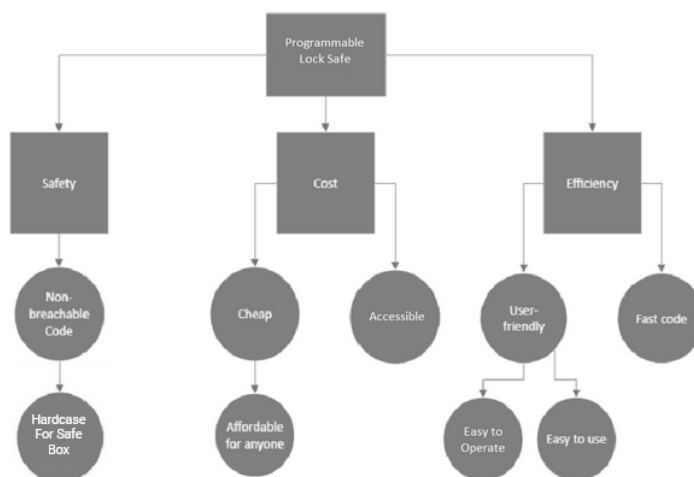 Programmable
Lock Safe
Safety
Cost
Efficiency
Non-
breachable
Code
Cheap
Accessible
User-
friendly
Fast code
Hardcase
For Safe
Box
Affordable
for anyone
Easy to
Operate
Easy to use